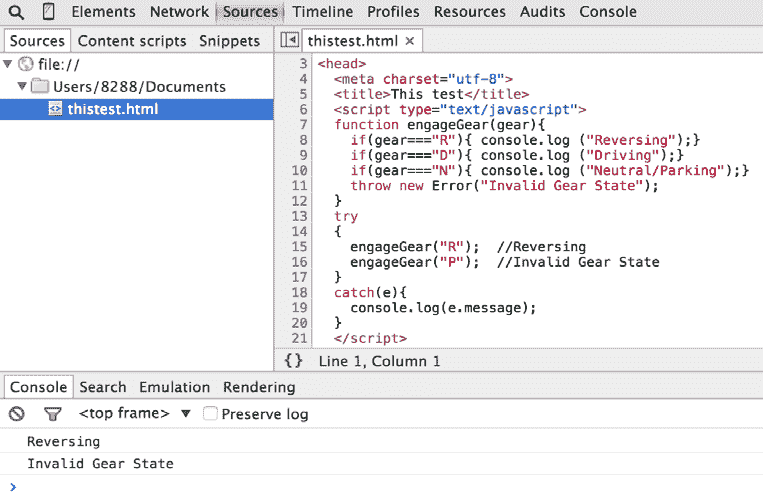 Elements Network Sources Timeline Profiles Resources Audits Console
Sources Content scripts Snippets
thistest.html ×
file://
Users/8288/Documents
thistest.html
3 <head>
4 <meta charset="utf-8">
5 <title>This test</title>
6 <script type="text/javascript">
7 function engageGear(gear){
8 if(gear==="R"){ console.log ("Reversing");}
9 if(gear==="D"){ console.log ("Driving");}
10 if(gear==="N"){ console.log ("Neutral/Parking");}
11 throw new Error("Invalid Gear State");
12 }
13 try
14 {
15 engageGear("R"); //Reversing
16 engageGear("P"); //Invalid Gear State
17 }
18 catch(e){
19 console.log(e.message);
20 }
21 </script>
{} Line 1, Column 1
Console Search Emulation Rendering
<top frame> ▼ Preserve log
Reversing
Invalid Gear State
>